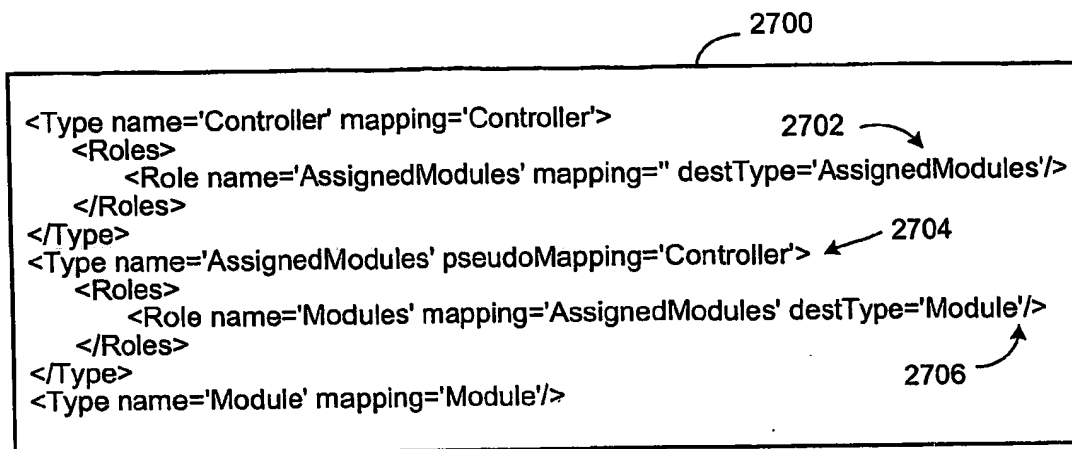 2700
<Type name='Controller' mapping='Controller'>
2702
<Roles>
<Role name='AssignedModules' mapping='' destType='AssignedModules'/>
</Roles>
</Type>
2704
<Type name='AssignedModules' pseudoMapping='Controller'>
<Roles>
<Role name='Modules' mapping='AssignedModules' destType='Module'/>
</Roles>
</Type>
2706
<Type name='Module' mapping='Module'/>